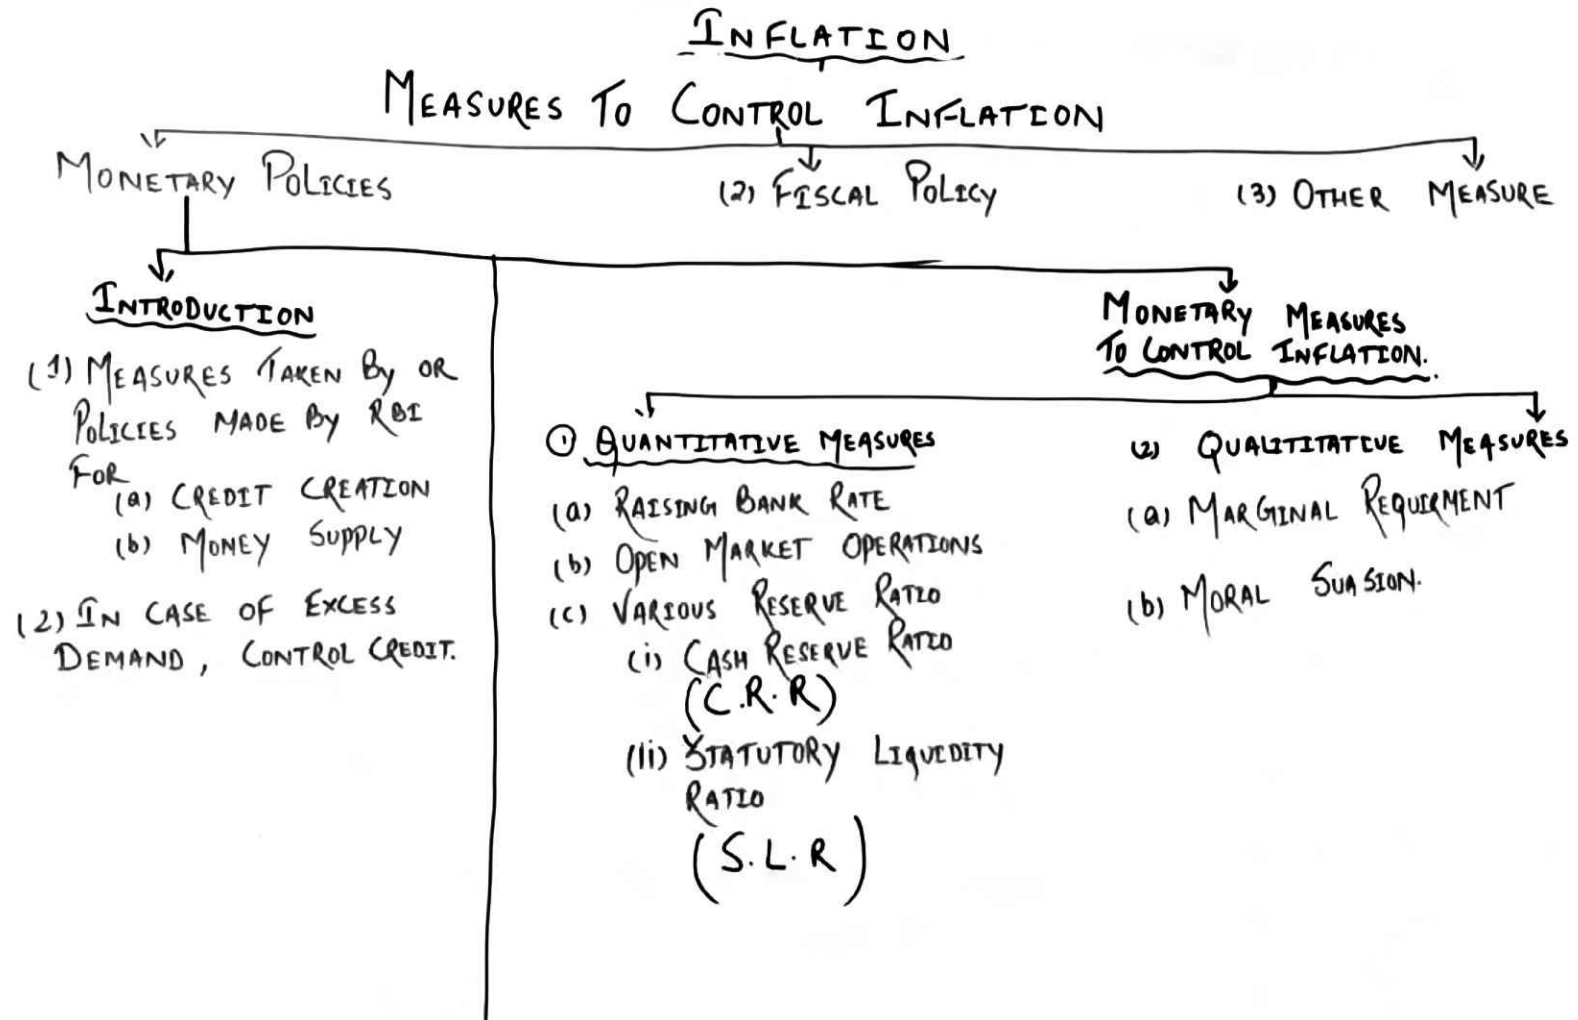 INFLATION
MEASURES TO CONTROL INFLATION
MONETARY POLICIES
(2) FISCAL POLICY
(3) OTHER MEASURE
INTRODUCTION
(1) MEASURES TAKEN By OR
POLICIES MADE By RBI
FOR
(a) CREDIT CREATION
(b) MONEY SUPPLY
(2) IN CASE OF EXCESS
DEMAND, CONTROL CREDIT.
MONETARY MEASURES
TO CONTROL INFLATION.
① QUANTITATIVE MEASURES
(a) RAISING BANK RATE
(b) OPEN MARKET OPERATIONS
(c) VARIOUS RESERVE RATIO
(i) CASH RESERVE RATIO
(C.R.R)
(ii) STATUTORY LIQUIDITY
RATIO
(S.L.R)
(2) QUALITITATIVE MEASURES
(a) MARGINAL REQUIRMENT
(b) MORAL SUASION.